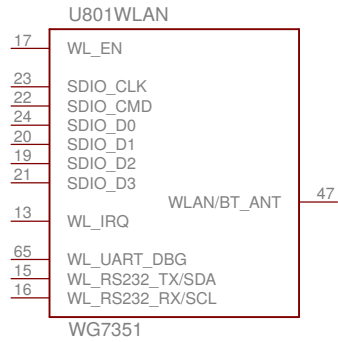 U801WLAN
17 WL_EN
23 SDIO_CLK
22 SDIO_CMD
24 SDIO_D0
20 SDIO_D1
19 SDIO_D2
21 SDIO_D3
WLAN/BT_ANT 47
13 WL_IRQ
65 WL_UART_DBG
15 WL_RS232_TX/SDA
16 WL_RS232_RX/SCL
WG7351